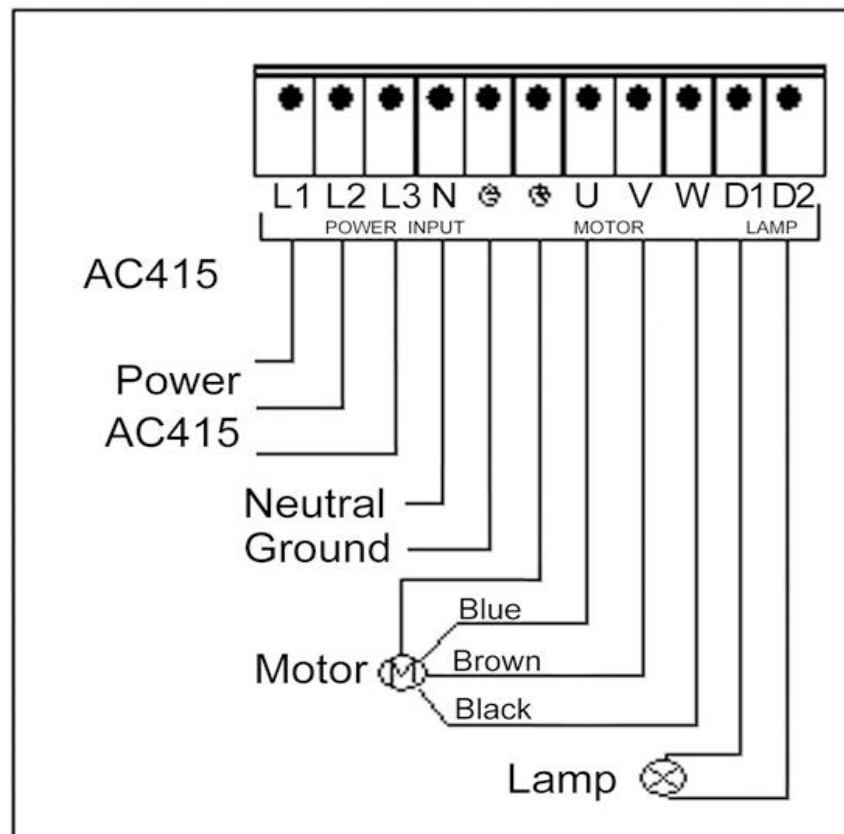 L1 L2 L3 N U V W D1 D2
POWER INPUT MOTOR LAMP
AC415
Power
AC415
Neutral
Ground
Blue
Motor M Brown
Black
Lamp